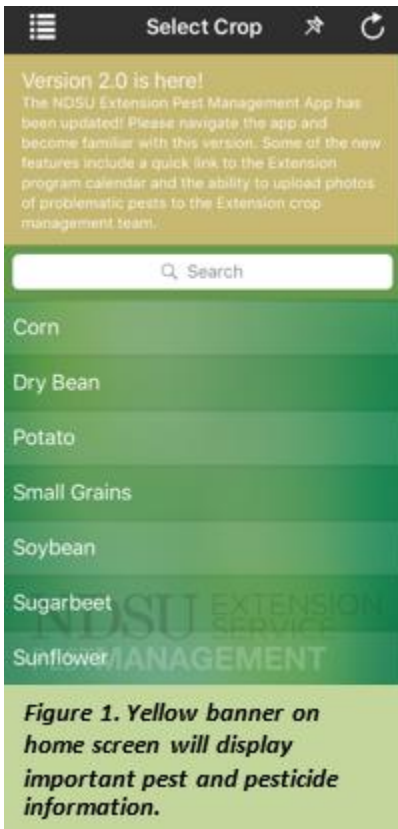 Select Crop
Version 2.0 is here!
The NDSU Extension Pest Management App has
been updated! Please navigate the app and
become familiar with this version. Some of the new
features include a quick link to the Extension
program calendar and the ability to upload photos
of problematic pests to the Extension crop
management team.
Search
Corn
Dry Bean
Potato
Small Grains
Soybean
Sugarbeet
NDSU EXTENSION
SERVICE
Sunflower
MANAGEMENT
Figure 1. Yellow banner on
home screen will display
important pest and pesticide
information.